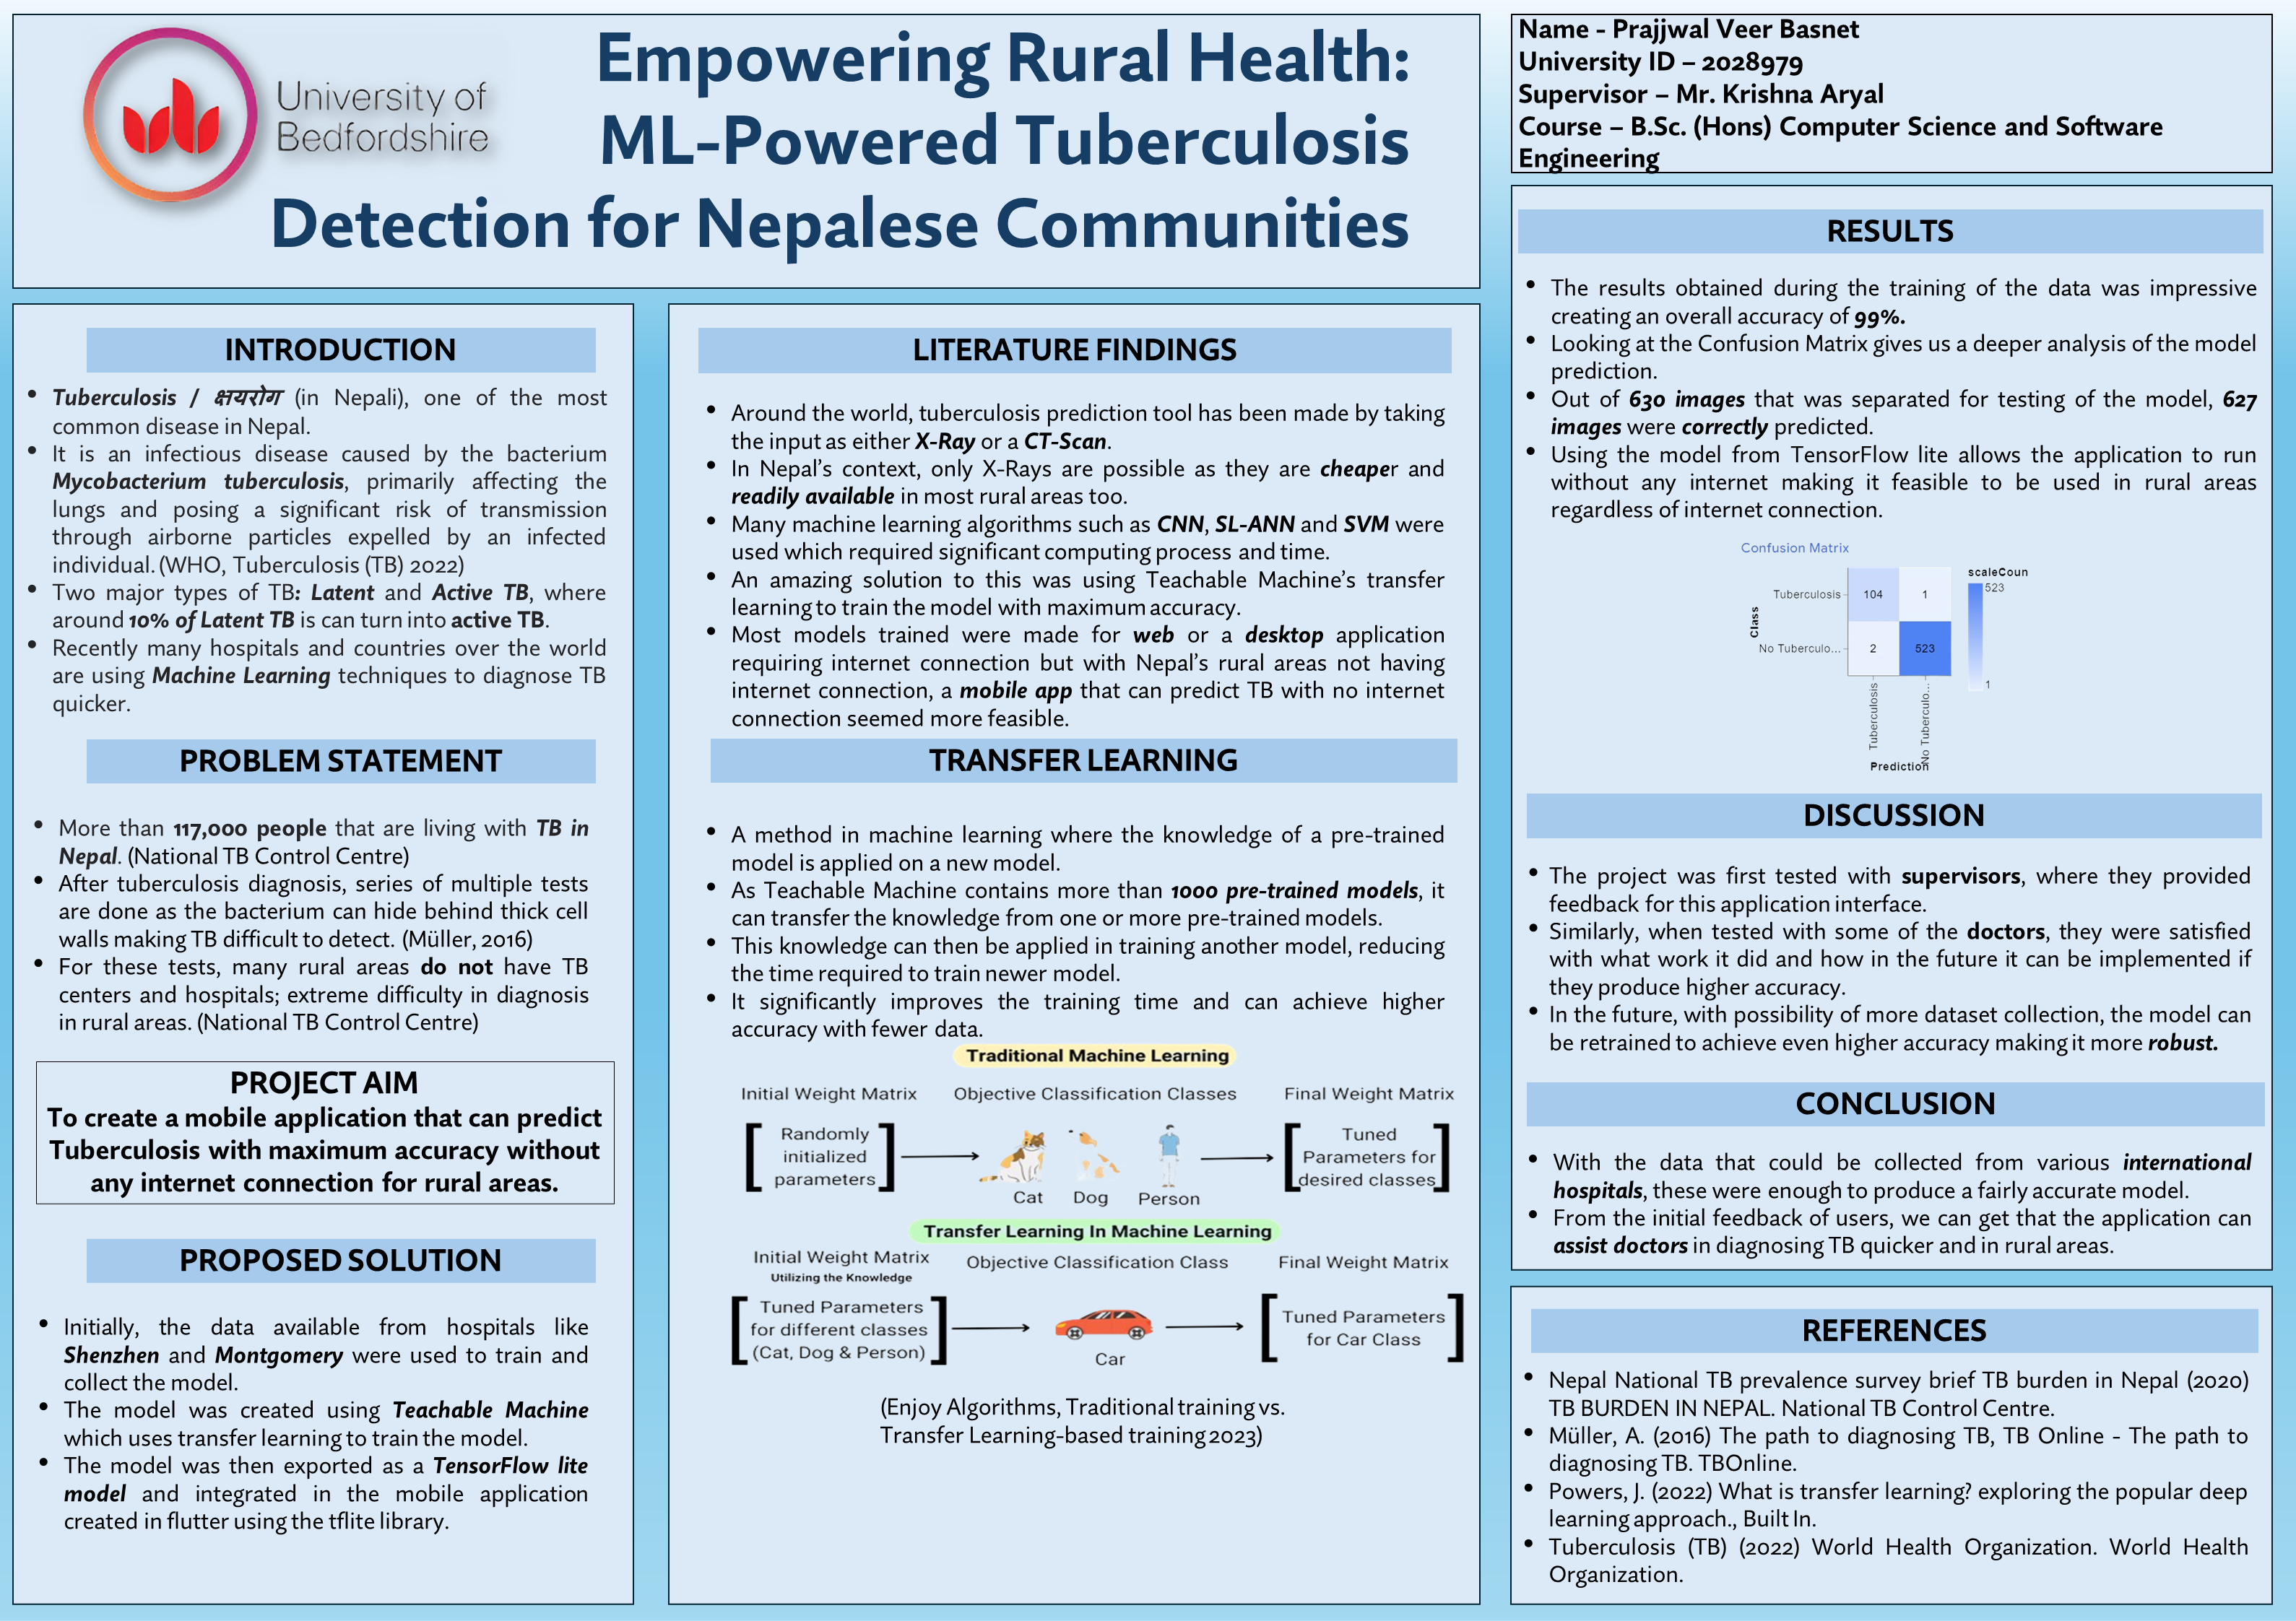 University of
Bedfordshire
Empowering Rural Health:
ML-Powered Tuberculosis
Detection for Nepalese Communities
Name - Prajjwal Veer Basnet
University ID – 2028979
Supervisor – Mr. Krishna Aryal
Course – B.Sc. (Hons) Computer Science and Software
Engineering
INTRODUCTION
• Tuberculosis / क्षयरोग (in Nepali), one of the most
common disease in Nepal.
• It is an infectious disease caused by the bacterium
Mycobacterium tuberculosis, primarily affecting the
lungs and posing a significant risk of transmission
through airborne particles expelled by an infected
individual. (WHO, Tuberculosis (TB) 2022)
• Two major types of TB: Latent and Active TB, where
around 10% of Latent TB is can turn into active TB.
• Recently many hospitals and countries over the world
are using Machine Learning techniques to diagnose TB
quicker.
PROBLEM STATEMENT
• More than 117,000 people that are living with TB in
Nepal. (National TB Control Centre)
• After tuberculosis diagnosis, series of multiple tests
are done as the bacterium can hide behind thick cell
walls making TB difficult to detect. (Müller, 2016)
• For these tests, many rural areas do not have TB
centers and hospitals; extreme difficulty in diagnosis
in rural areas. (National TB Control Centre)
PROJECT AIM
To create a mobile application that can predict
Tuberculosis with maximum accuracy without
any internet connection for rural areas.
PROPOSED SOLUTION
• Initially, the data available from hospitals like
Shenzhen and Montgomery were used to train and
collect the model.
• The model was created using Teachable Machine
which uses transfer learning to train the model.
• The model was then exported as a TensorFlow lite
model and integrated in the mobile application
created in flutter using the tflite library.
LITERATURE FINDINGS
• Around the world, tuberculosis prediction tool has been made by taking
the input as either X-Ray or a CT-Scan.
• In Nepal's context, only X-Rays are possible as they are cheaper and
readily available in most rural areas too.
• Many machine learning algorithms such as CNN, SL-ANN and SVM were
used which required significant computing process and time.
• An amazing solution to this was using Teachable Machine's transfer
learning to train the model with maximum accuracy.
• Most models trained were made for web or a desktop application
requiring internet connection but with Nepal's rural areas not having
internet connection, a mobile app that can predict TB with no internet
connection seemed more feasible.
TRANSFER LEARNING
• A method in machine learning where the knowledge of a pre-trained
model is applied on a new model.
• As Teachable Machine contains more than 1000 pre-trained models, it
can transfer the knowledge from one or more pre-trained models.
• This knowledge can then be applied in training another model, reducing
the time required to train newer model.
• It significantly improves the training time and can achieve higher
accuracy with fewer data.
Traditional Machine Learning
Initial Weight Matrix Objective Classification Classes Final Weight Matrix
Randomly
initialized
parameters
Cat Dog Person
Tuned
Parameters for
desired classes
Transfer Learning In Machine Learning
Initial Weight Matrix
Utilizing the Knowledge
Objective Classification Class
Final Weight Matrix
Tuned Parameters
for different classes
(Cat, Dog & Person)
Car
Tuned Parameters
for Car Class
(Enjoy Algorithms, Traditional training vs.
Transfer Learning-based training 2023)
RESULTS
• The results obtained during the training of the data was impressive
creating an overall accuracy of 99%.
• Looking at the Confusion Matrix gives us a deeper analysis of the model
prediction.
• Out of 630 images that was separated for testing of the model, 627
images were correctly predicted.
• Using the model from TensorFlow lite allows the application to run
without any internet making it feasible to be used in rural areas
regardless of internet connection.
Confusion Matrix
Class
Tuberculosis 104 1
No Tuberculo... 2 523
Tuberculosis
No Tuberculo...
Prediction
scaleCoun
523
1
DISCUSSION
• The project was first tested with supervisors, where they provided
feedback for this application interface.
• Similarly, when tested with some of the doctors, they were satisfied
with what work it did and how in the future it can be implemented if
they produce higher accuracy.
• In the future, with possibility of more dataset collection, the model can
be retrained to achieve even higher accuracy making it more robust.
CONCLUSION
• With the data that could be collected from various international
hospitals, these were enough to produce a fairly accurate model.
• From the initial feedback of users, we can get that the application can
assist doctors in diagnosing TB quicker and in rural areas.
REFERENCES
• Nepal National TB prevalence survey brief TB burden in Nepal (2020)
TB BURDEN IN NEPAL. National TB Control Centre.
• Müller, A. (2016) The path to diagnosing TB, TB Online - The path to
diagnosing TB. TBOnline.
• Powers, J. (2022) What is transfer learning? exploring the popular deep
learning approach., Built In.
• Tuberculosis (TB) (2022) World Health Organization. World Health
Organization.